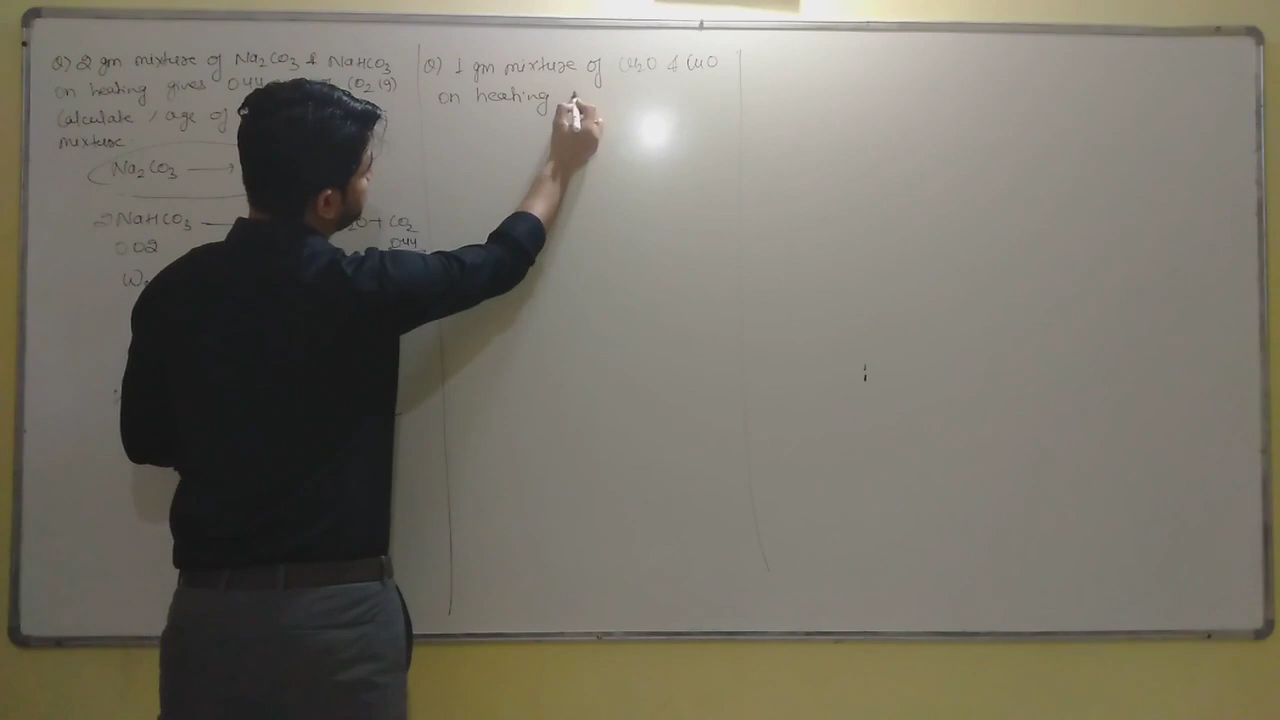 Q) 2 gm mixture of Na2CO3 & NaHCO3
on heating gives 0.44 CO2(g)
Calculate %age of
mixture.
Na2CO3 →
2NaHCO3 2O + CO2
0.02 0.44
Q) 1 gm mixture of Cu2O & CuO
on heating